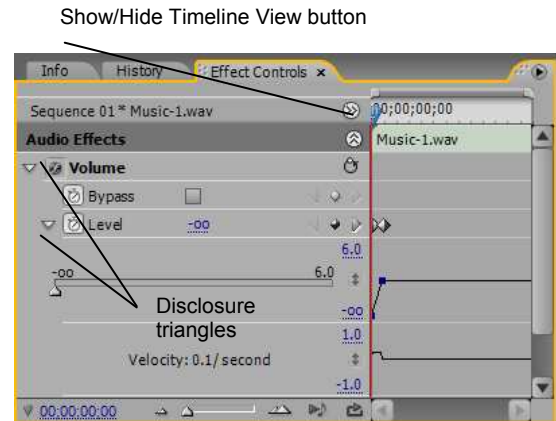 Show/Hide Timeline View button
Info History Effect Controls ×
Sequence 01 * Music-1.wav 00;00;00;00
Audio Effects Music-1.wav
Volume
Bypass
Level -oo
6.0
-oo 6.0
-oo
Disclosure
triangles
1.0
Velocity: 0.1/ second
-1.0
00;00;00;00